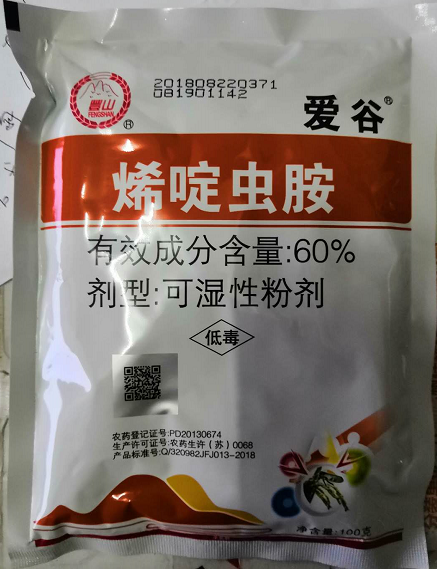 201808220371
081901142
豐山
FENGSHAN
®
爱谷®
烯啶虫胺
有效成分含量:60%
剂型:可湿性粉剂
低毒
农药登记证号:PD20130674
生产许可证号:农药生许(苏)0068
产品标准号:Q/320982JFJ013-2018
净含量:100克